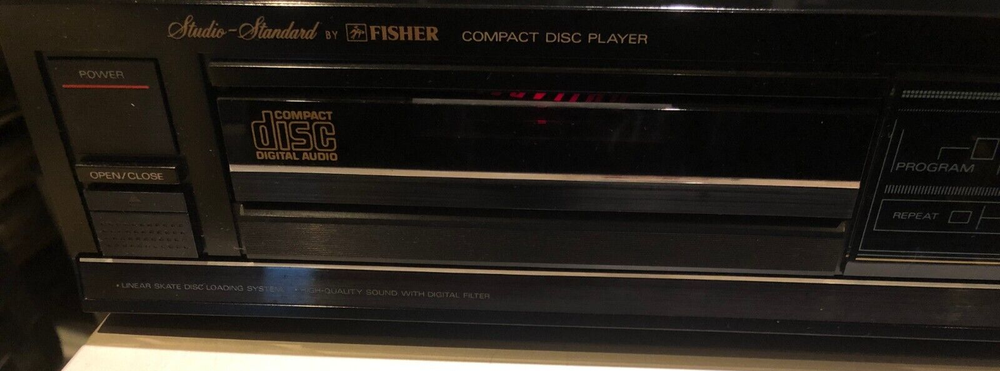 Studio-Standard BY FISHER COMPACT DISC PLAYER
POWER
COMPACT
disc
DIGITAL AUDIO
OPEN/CLOSE
PROGRAM
REPEAT
• LINEAR SKATE DISC LOADING SYSTEM • HIGH-QUALITY SOUND WITH DIGITAL FILTER